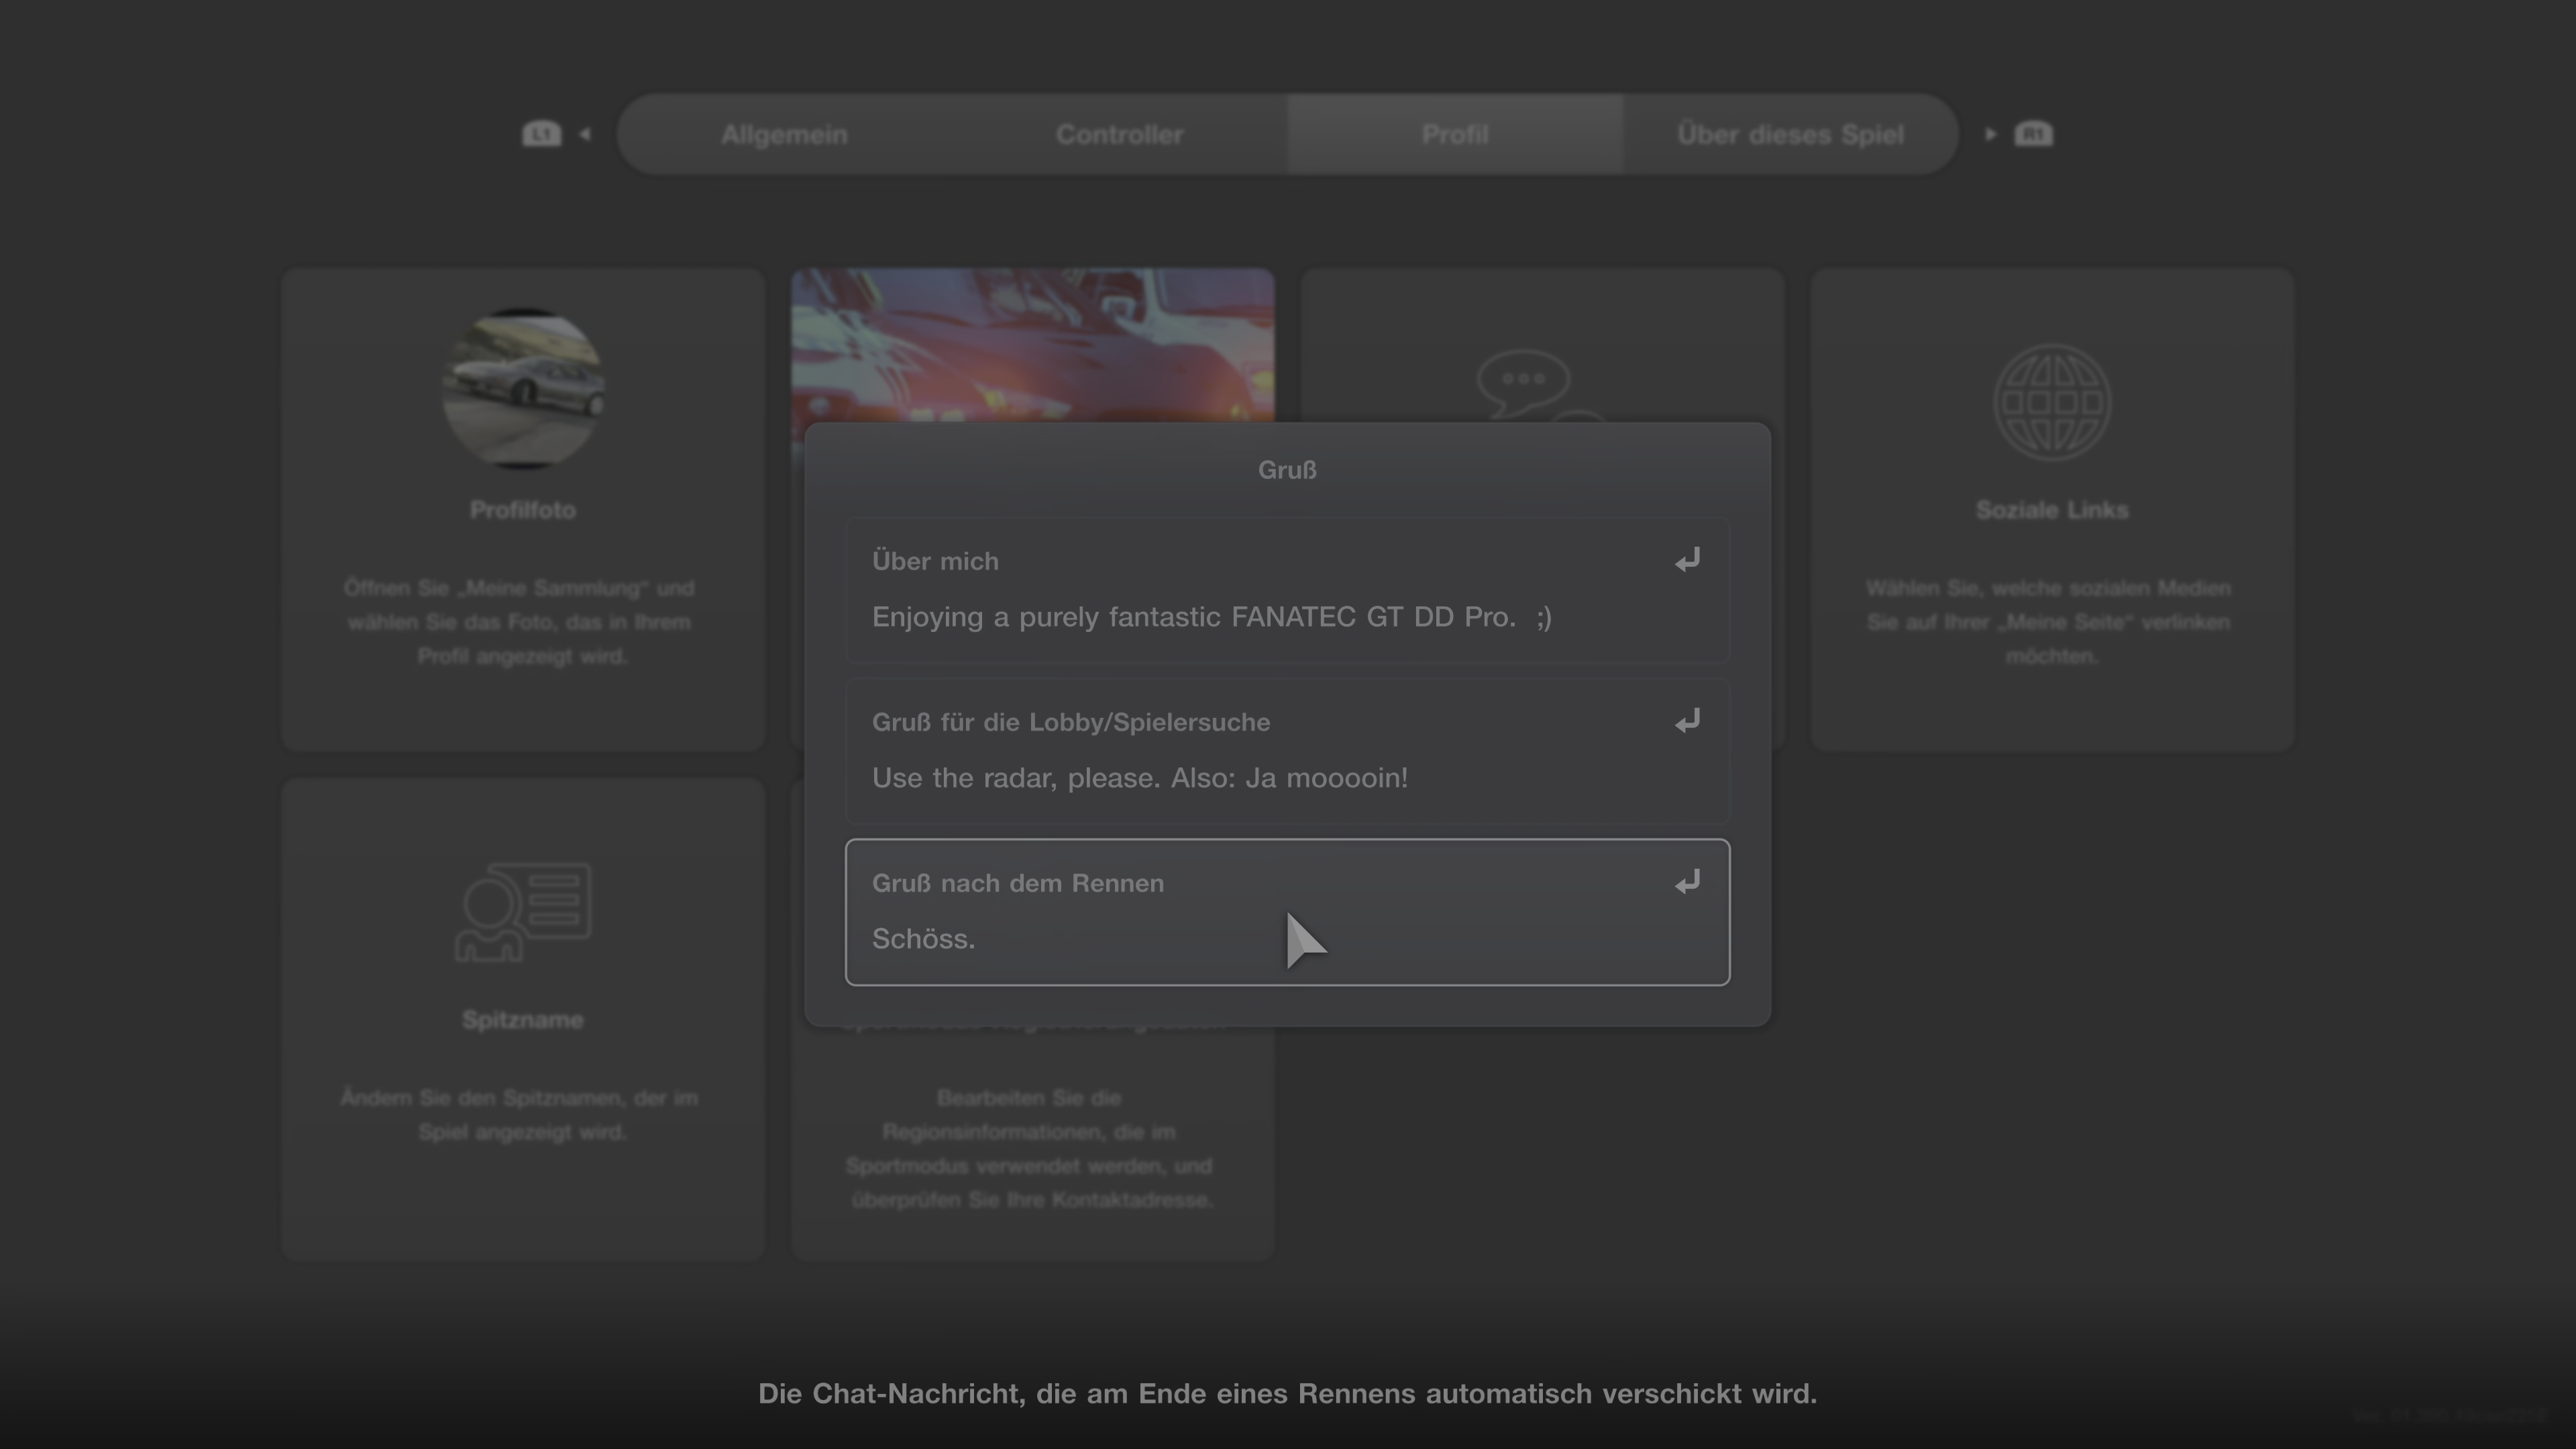 L1
Allgemein
Controller
Profil
Über dieses Spiel
R1
Profilfoto
Öffnen Sie „Meine Sammlung“ und
wählen Sie das Foto, das in Ihrem
Profil angezeigt wird.
Soziale Links
Wählen Sie, welche sozialen Medien
Sie auf Ihrer „Meine Seite“ verlinken
möchten.
Gruß
Über mich
Enjoying a purely fantastic FANATEC GT DD Pro.  ;)
Gruß für die Lobby/Spielersuche
Use the radar, please. Also: Ja mooooin!
Gruß nach dem Rennen
Schöss.
Spitzname
Ändern Sie den Spitznamen, der im
Spiel angezeigt wird.
Bearbeiten Sie die
Regionsinformationen, die im
Sportmodus verwendet werden, und
überprüfen Sie Ihre Kontaktadresse.
Die Chat-Nachricht, die am Ende eines Rennens automatisch verschickt wird.